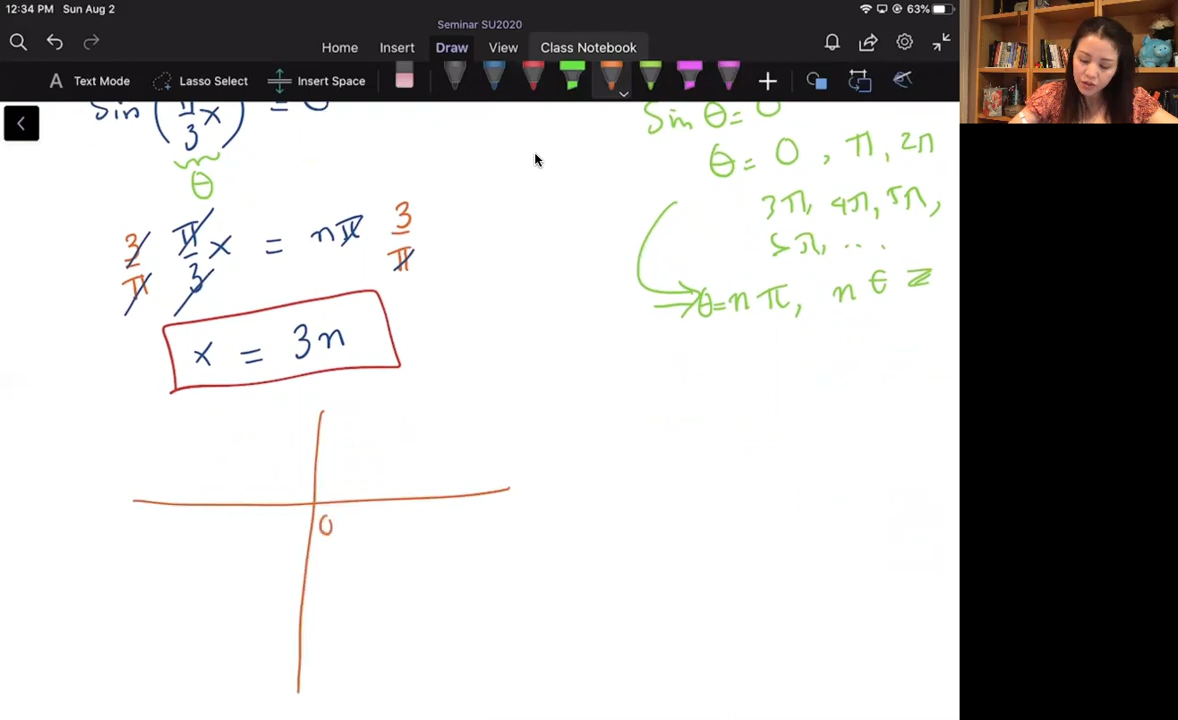 12:34 PM Sun Aug 2
63%
Seminar SU2020
Home Insert Draw View Class Notebook
A Text Mode Lasso Select Insert Space
sin (π/3 x) = 0
θ
3/π π/3 x = nπ 3/π
x = 3n
0
Sin θ = 0
θ = 0, π, 2π
3π, 4π, 5π,
5π, ...
⇒ θ = nπ, n ∈ Z